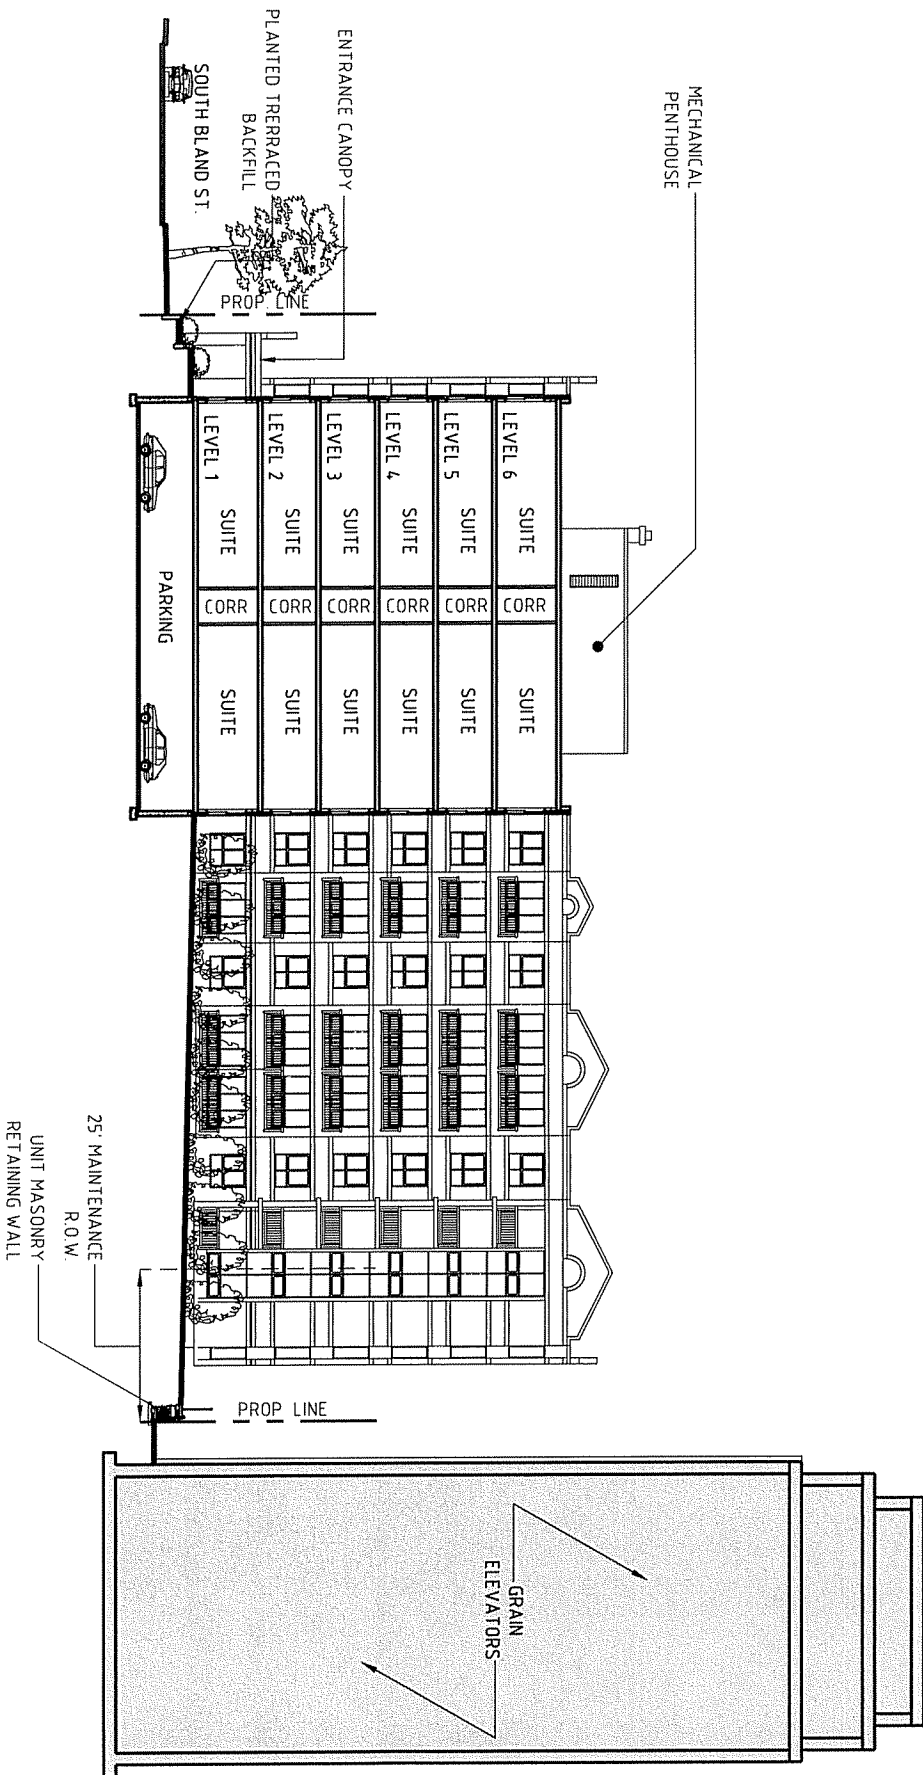 MECHANICAL
PENTHOUSE
ENTRANCE CANOPY
PLANTED TRERRACED
BACKFILL
SOUTH BLAND ST.
PROP. LINE
LEVEL 6
SUITE
CORR
SUITE
LEVEL 5
SUITE
CORR
SUITE
LEVEL 4
SUITE
CORR
SUITE
LEVEL 3
SUITE
CORR
SUITE
LEVEL 2
SUITE
CORR
SUITE
LEVEL 1
SUITE
CORR
SUITE
PARKING
PROP LINE
25' MAINTENANCE
R.O.W.
UNIT MASONRY
RETAINING WALL
GRAIN
ELEVATORS